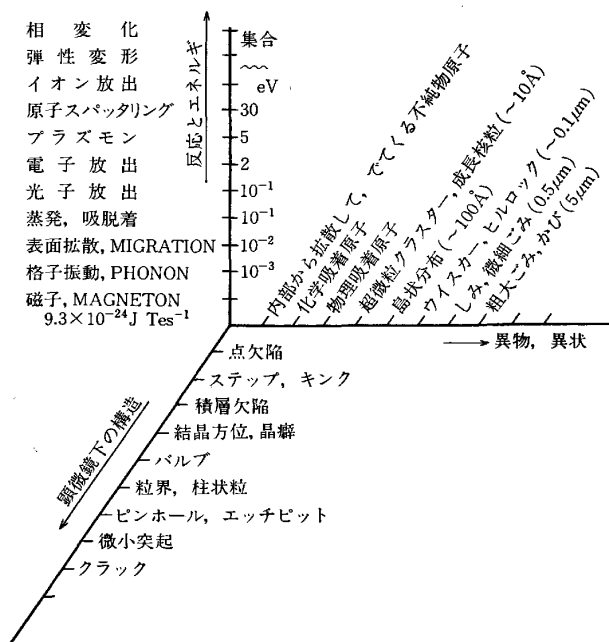 相変化
弾性変形
イオン放出
原子スパッタリング
プラズモン
電子放出
光子放出
蒸発, 吸脱着
表面拡散, MIGRATION
格子振動, PHONON
磁子, MAGNETON
9.3×10⁻²⁴J Tes⁻¹
反応とエネルギ
集合
eV
30
5
2
10⁻¹
10⁻¹
10⁻²
10⁻³
内部から拡散して, でてくる不純物原子
化学吸着原子
物理吸着原子
超微粒クラスター, 成長核粒(~10Å)
島状分布(~100Å)
ウイスカー, ヒルロック(~0.1μm)
しみ, 微細ごみ(0.5μm)
粗大ごみ, かび(5μm)
異物, 異状
点欠陥
ステップ, キンク
積層欠陥
結晶方位, 晶癖
バルブ
粒界, 柱状粒
ピンホール, エッチピット
微小突起
クラック
顕微鏡下の構造